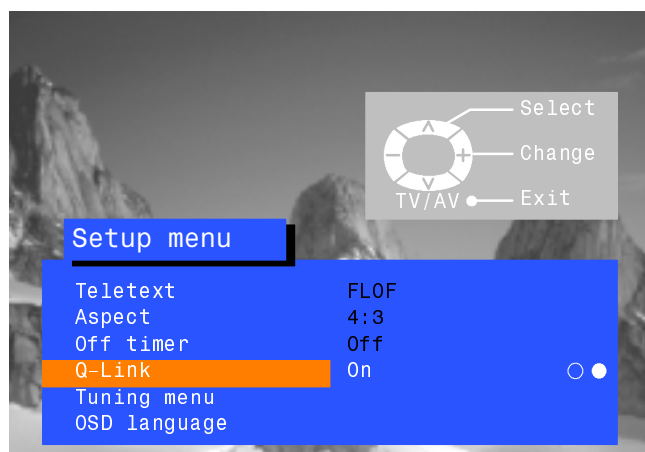 Select
Change
TV/AV Exit
Setup menu
Teletext FLOF
Aspect 4:3
Off timer Off
Q-Link On
Tuning menu
OSD language